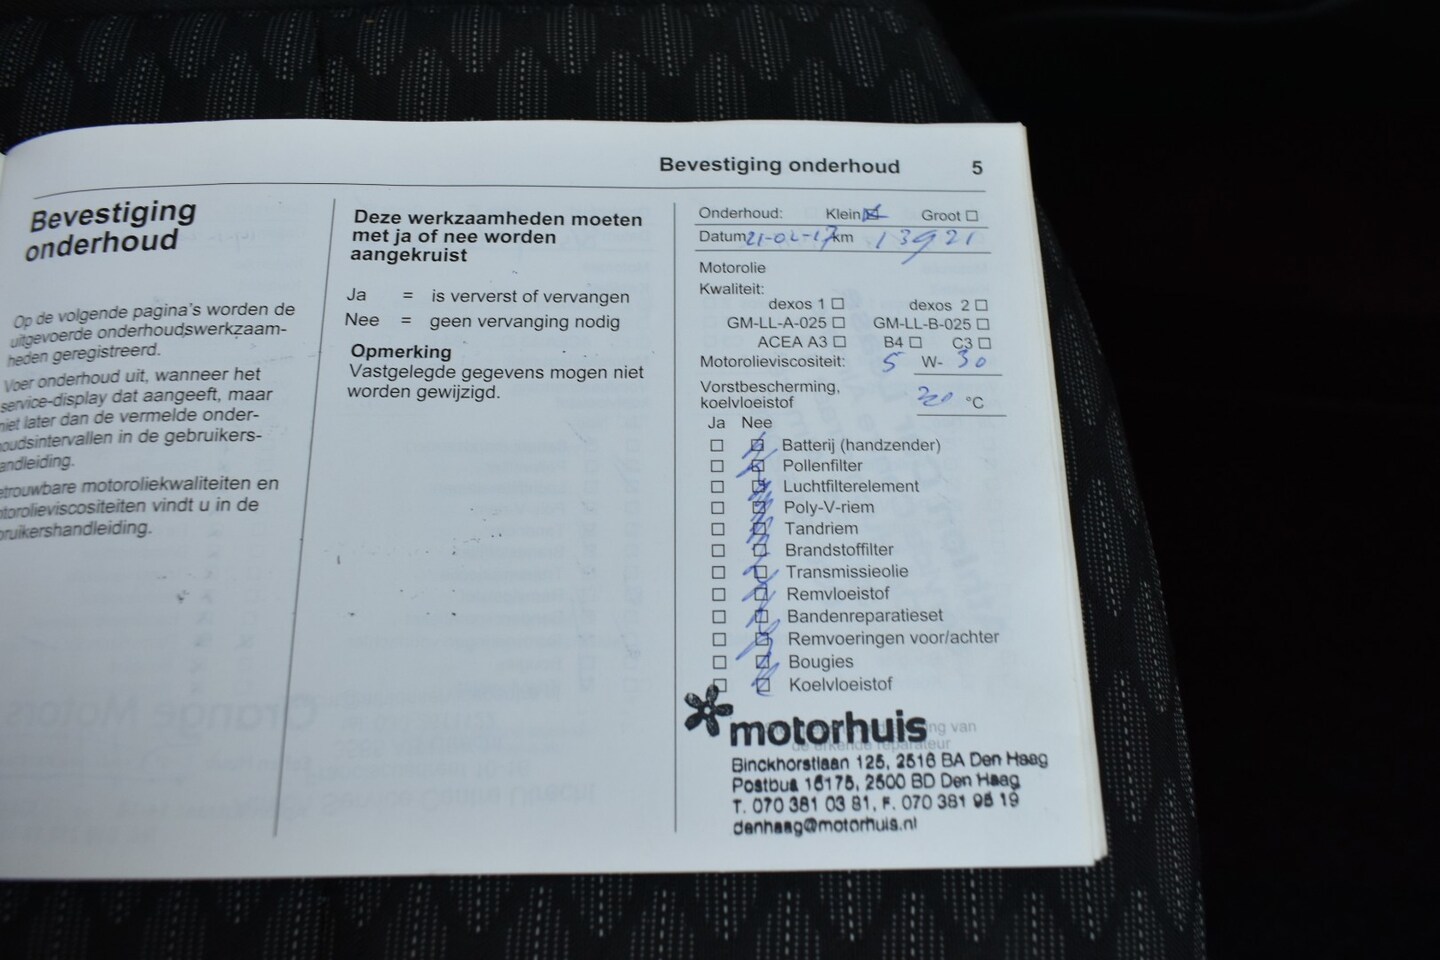 Bevestiging onderhoud 5
Bevestiging
onderhoud
Op de volgende pagina's worden de
uitgevoerde onderhoudswerkzaam-
heden geregistreerd.
Voer onderhoud uit, wanneer het
service-display dat aangeeft, maar
niet later dan de vermelde onder-
oudsintervallen in de gebruikers-
andleiding.
etrouwbare motoroliekwaliteiten en
otorolieviscositeiten vindt u in de
bruikershandleiding.
Deze werkzaamheden moeten
met ja of nee worden
aangekruist
Ja = is ververst of vervangen
Nee = geen vervanging nodig
Opmerking
Vastgelegde gegevens mogen niet
worden gewijzigd.
Onderhoud: Klein Groot
Datum 21-02-17 km 13921
Motorolie
Kwaliteit:
dexos 1 dexos 2
GM-LL-A-025 GM-LL-B-025
ACEA A3 B4 C3
Motorolieviscositeit: 5 W- 30
Vorstbescherming,
koelvloeistof °C
Ja Nee
Batterij (handzender)
Pollenfilter
Luchtfilterelement
Poly-V-riem
Tandriem
Brandstoffilter
Transmissieolie
Remvloeistof
Bandenreparatieset
Remvoeringen voor/achter
Bougies
Koelvloeistof
motorhuis
Binckhorstlaan 125, 2516 BA Den Haag
Postbus 16175, 2500 BD Den Haag
T. 070 381 03 81, F. 070 381 95 19
denhaag@motorhuis.nl